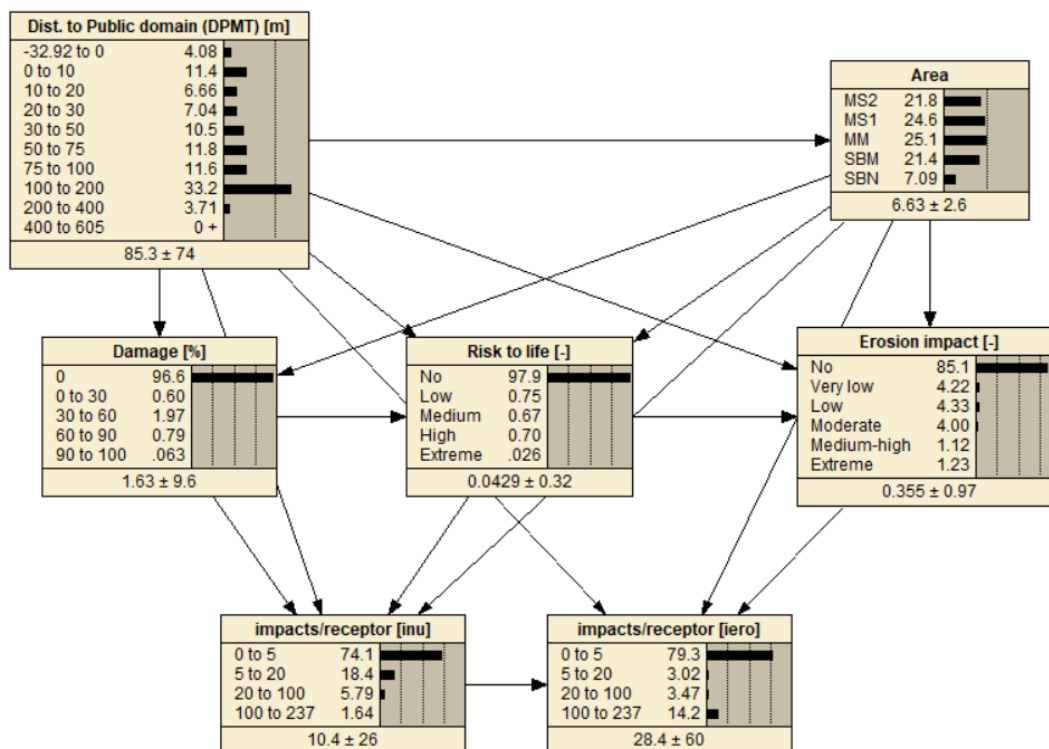 Dist. to Public domain (DPMT) [m]
-32.92 to 0 4.08
0 to 10 11.4
10 to 20 6.66
20 to 30 7.04
30 to 50 10.5
50 to 75 11.8
75 to 100 11.6
100 to 200 33.2
200 to 400 3.71
400 to 605 0 +
85.3 ± 74
Area
MS2 21.8
MS1 24.6
MM 25.1
SBM 21.4
SBN 7.09
6.63 ± 2.6
Damage [%]
0 96.6
0 to 30 0.60
30 to 60 1.97
60 to 90 0.79
90 to 100 .063
1.63 ± 9.6
Risk to life [-]
No 97.9
Low 0.75
Medium 0.67
High 0.70
Extreme .026
0.0429 ± 0.32
Erosion impact [-]
No 85.1
Very low 4.22
Low 4.33
Moderate 4.00
Medium-high 1.12
Extreme 1.23
0.355 ± 0.97
impacts/receptor [inu]
0 to 5 74.1
5 to 20 18.4
20 to 100 5.79
100 to 237 1.64
10.4 ± 26
impacts/receptor [iero]
0 to 5 79.3
5 to 20 3.02
20 to 100 3.47
100 to 237 14.2
28.4 ± 60